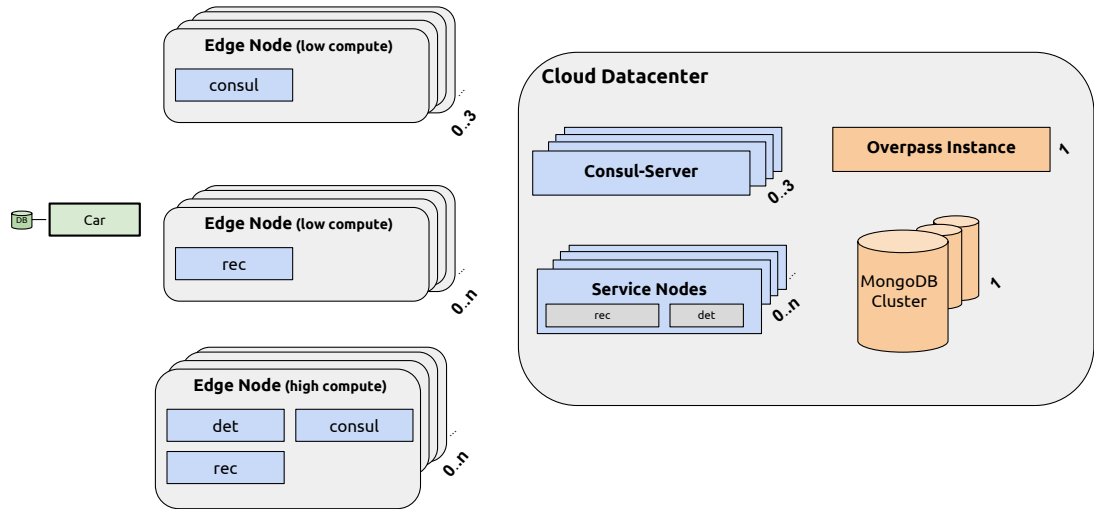 Edge Node (low compute)
consul
...
0..3
DB
Car
Edge Node (low compute)
rec
...
0..n
Edge Node (high compute)
det
consul
rec
...
0..n
Cloud Datacenter
Consul-Server
0..3
Overpass Instance
1
Service Nodes
rec
det
...
0..n
MongoDB
Cluster
1